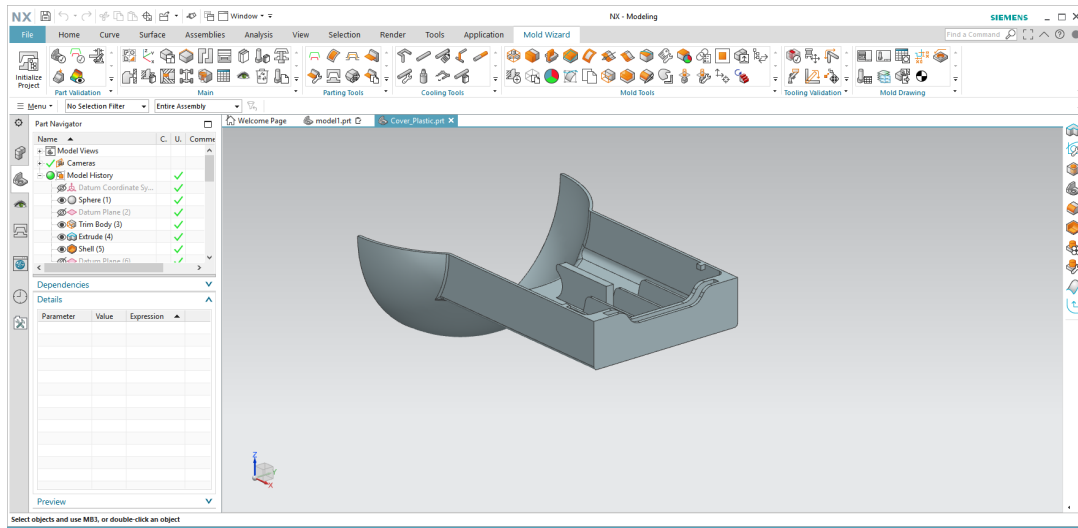 NX
Window
NX - Modeling
SIEMENS
File Home Curve Surface Assemblies Analysis View Selection Render Tools Application Mold Wizard
Find a Command
Initialize
Project
Part Validation Main Parting Tools Cooling Tools Mold Tools Tooling Validation Mold Drawing
Menu No Selection Filter Entire Assembly
Part Navigator
Welcome Page model1.prt Cover_Plastic.prt
Name C. U. Comme
Model Views
Cameras
Model History
Datum Coordinate Sy...
Sphere (1)
Datum Plane (2)
Trim Body (3)
Extrude (4)
Shell (5)
Datum Plane (6)
Dependencies
Details
Parameter Value Expression
Z
Y
X
Preview
Select objects and use MB3, or double-click an object